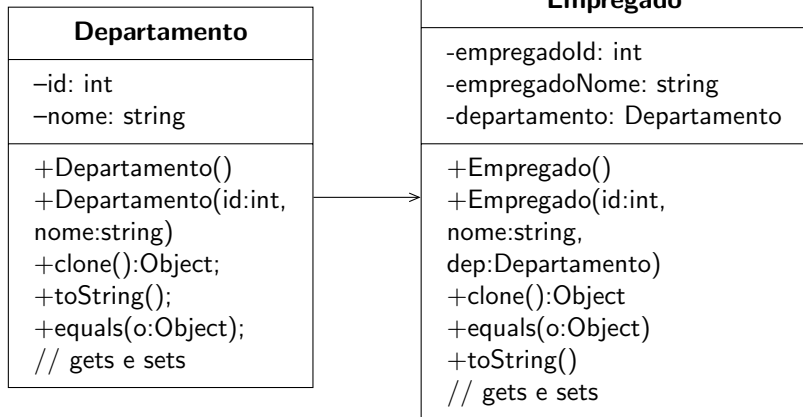 Departamento
–id: int
–nome: string
+Departamento()
+Departamento(id:int,
nome:string)
+clone():Object;
+toString();
+equals(o:Object);
// gets e sets
Empregado
-empregadoId: int
-empregadoNome: string
-departamento: Departamento
+Empregado()
+Empregado(id:int,
nome:string,
dep:Departamento)
+clone():Object
+equals(o:Object)
+toString()
// gets e sets